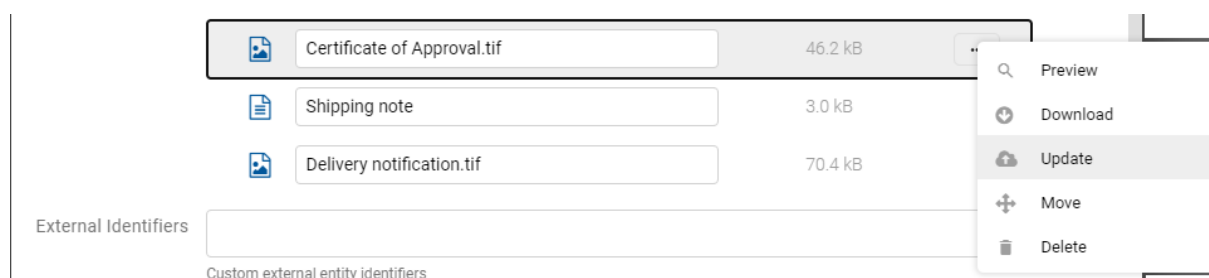 Certificate of Approval.tif 46.2 kB
Preview
Shipping note 3.0 kB
Download
Delivery notification.tif 70.4 kB
Update
Move
External Identifiers
Delete
Custom external entity identifiers